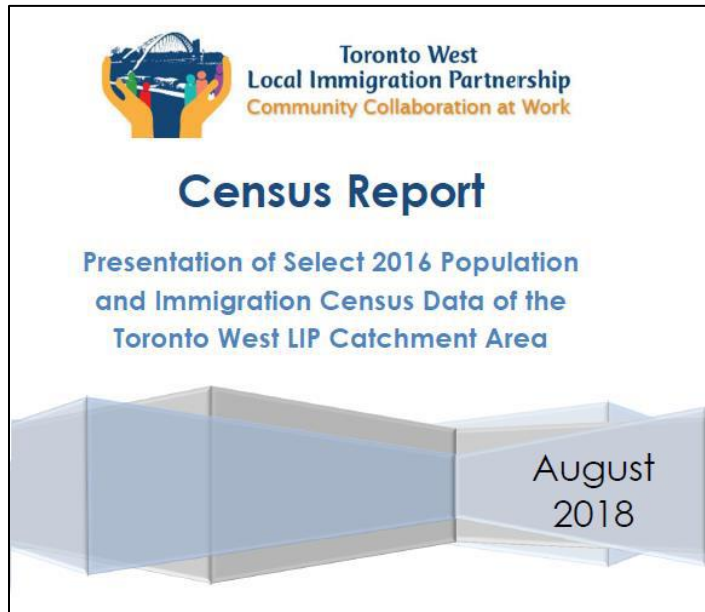 Toronto West
Local Immigration Partnership
Community Collaboration at Work
Census Report
Presentation of Select 2016 Population
and Immigration Census Data of the
Toronto West LIP Catchment Area
August
2018